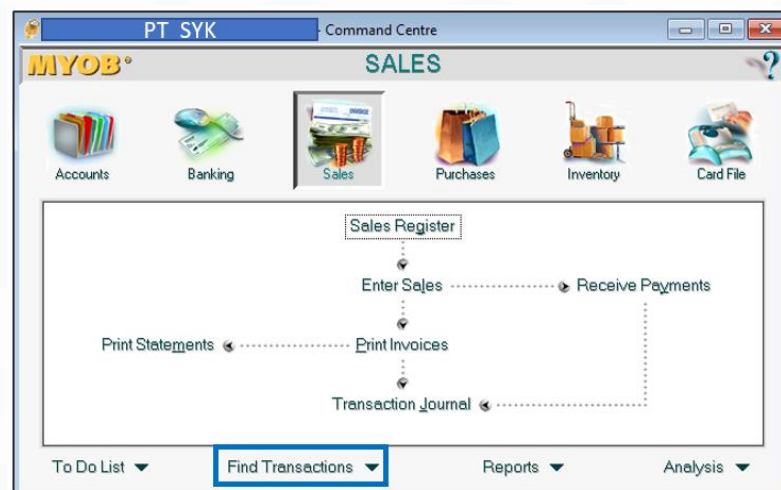 PT SYK - Command Centre
MYOB® SALES ?
Accounts Banking Sales Purchases Inventory Card File
Sales Register
Enter Sales Receive Payments
Print Statements Print Invoices
Transaction Journal
To Do List Find Transactions Reports Analysis